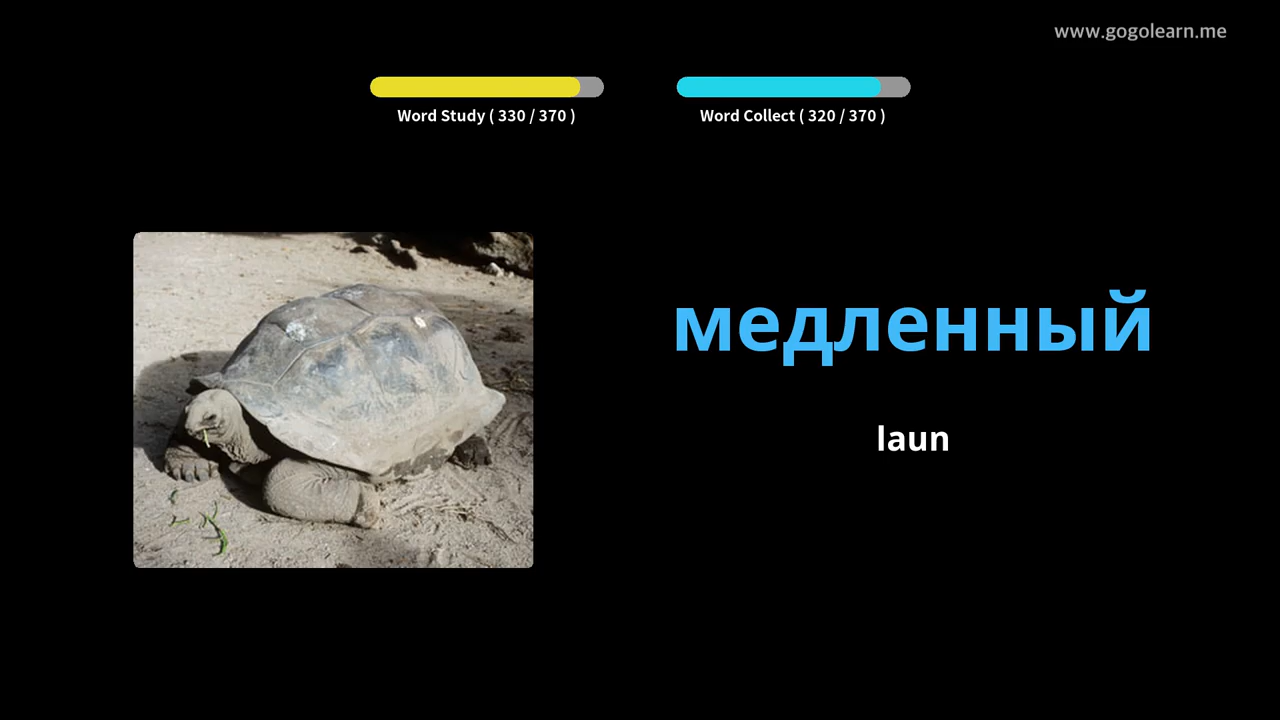 www.gogolearn.me
Word Study ( 330 / 370 )
Word Collect ( 320 / 370 )
медленный
laun